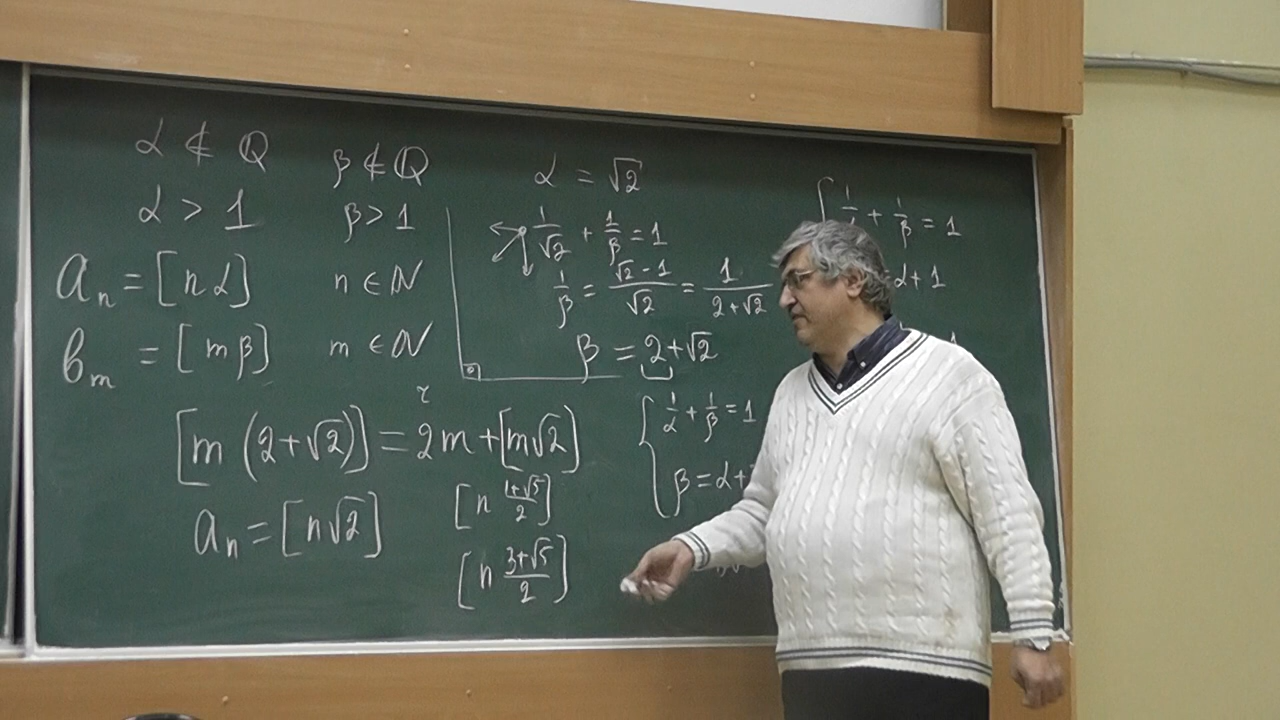 α ∉ ℚ β ∉ ℚ
α > 1 β > 1
aₙ = [nα] n ∈ ℕ
bₘ = [mβ] m ∈ ℕ
[m(2+√2)] = 2m + [m√2]
aₙ = [n√2]
[n (1+√5)/2]
[n (3+√5)/2]
α = √2
1/√2 + 1/β = 1
1/β = (√2 - 1)/√2 = 1/(2+√2)
β = 2+√2
{ 1/α + 1/β = 1
β = α+
+ 1/β = 1
α+1